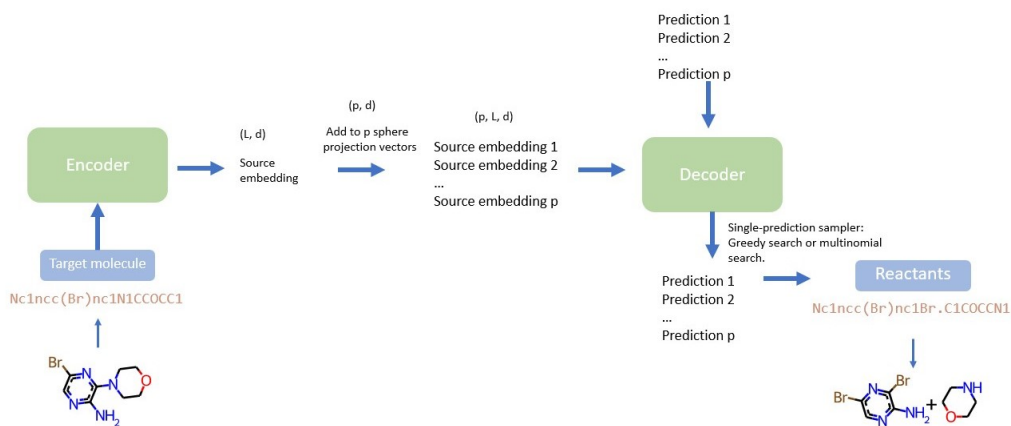 Prediction 1
Prediction 2
...
Prediction p
(p, d)
(L, d)
Add to p sphere
projection vectors
(p, L, d)
Encoder
Source
embedding
Source embedding 1
Source embedding 2
...
Source embedding p
Decoder
Target molecule
Nc1ncc(Br)nc1N1CCOCC1
Single-prediction sampler:
Greedy search or multinomial
search.
Prediction 1
Prediction 2
...
Prediction p
Reactants
Nc1ncc(Br)nc1Br.C1COCCN1
Br
N
N
O
N
NH2
Br
N
Br
N
NH2
+
NH
O